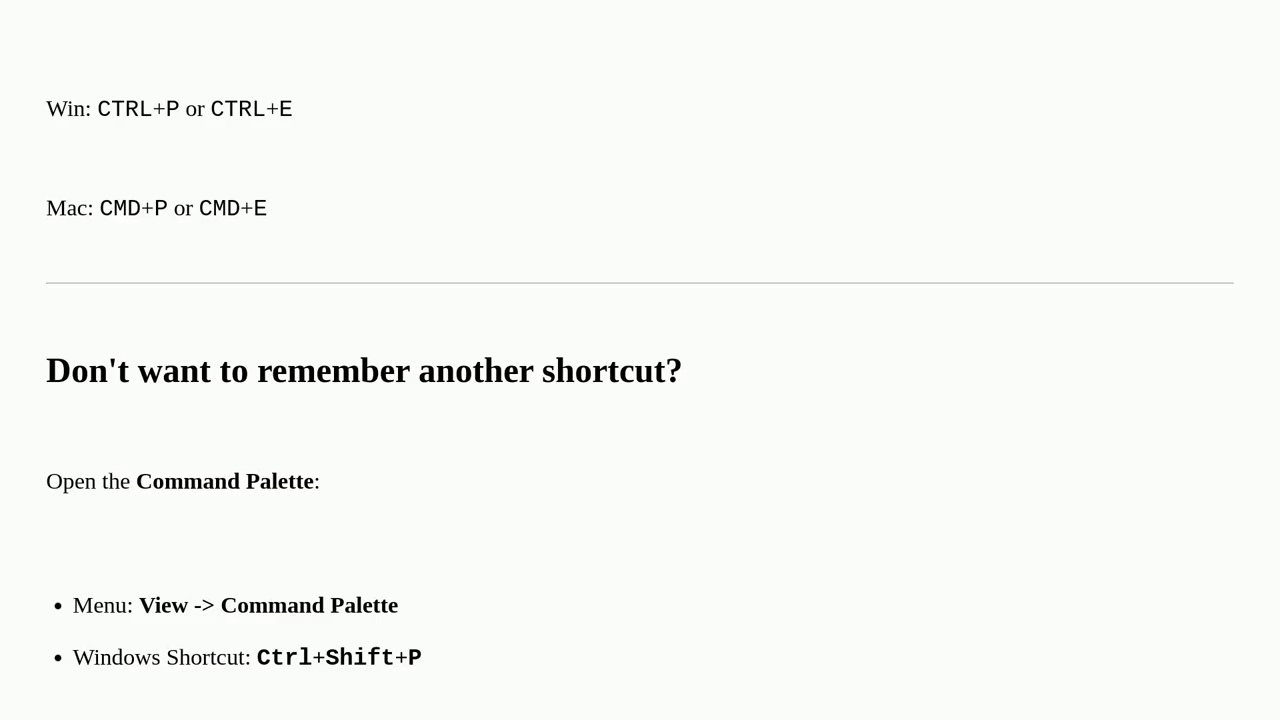 Win: CTRL+P or CTRL+E
Mac: CMD+P or CMD+E
Don't want to remember another shortcut?
Open the Command Palette:
• Menu: View -> Command Palette
• Windows Shortcut: Ctrl+Shift+P